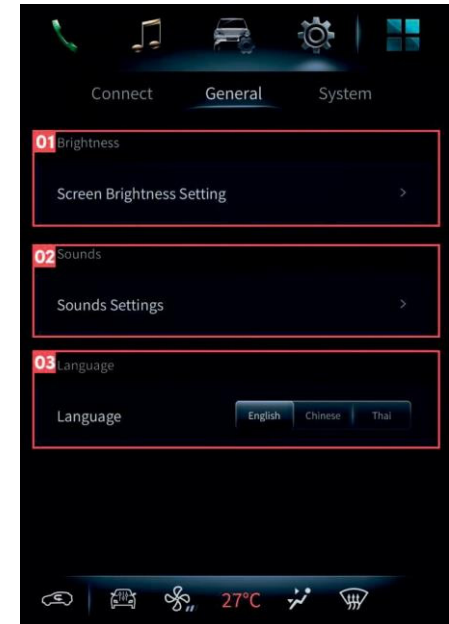 Connect General System
01 Brightness
Screen Brightness Setting >
02 Sounds
Sounds Settings >
03 Language
Language English Chinese Thai
27°C